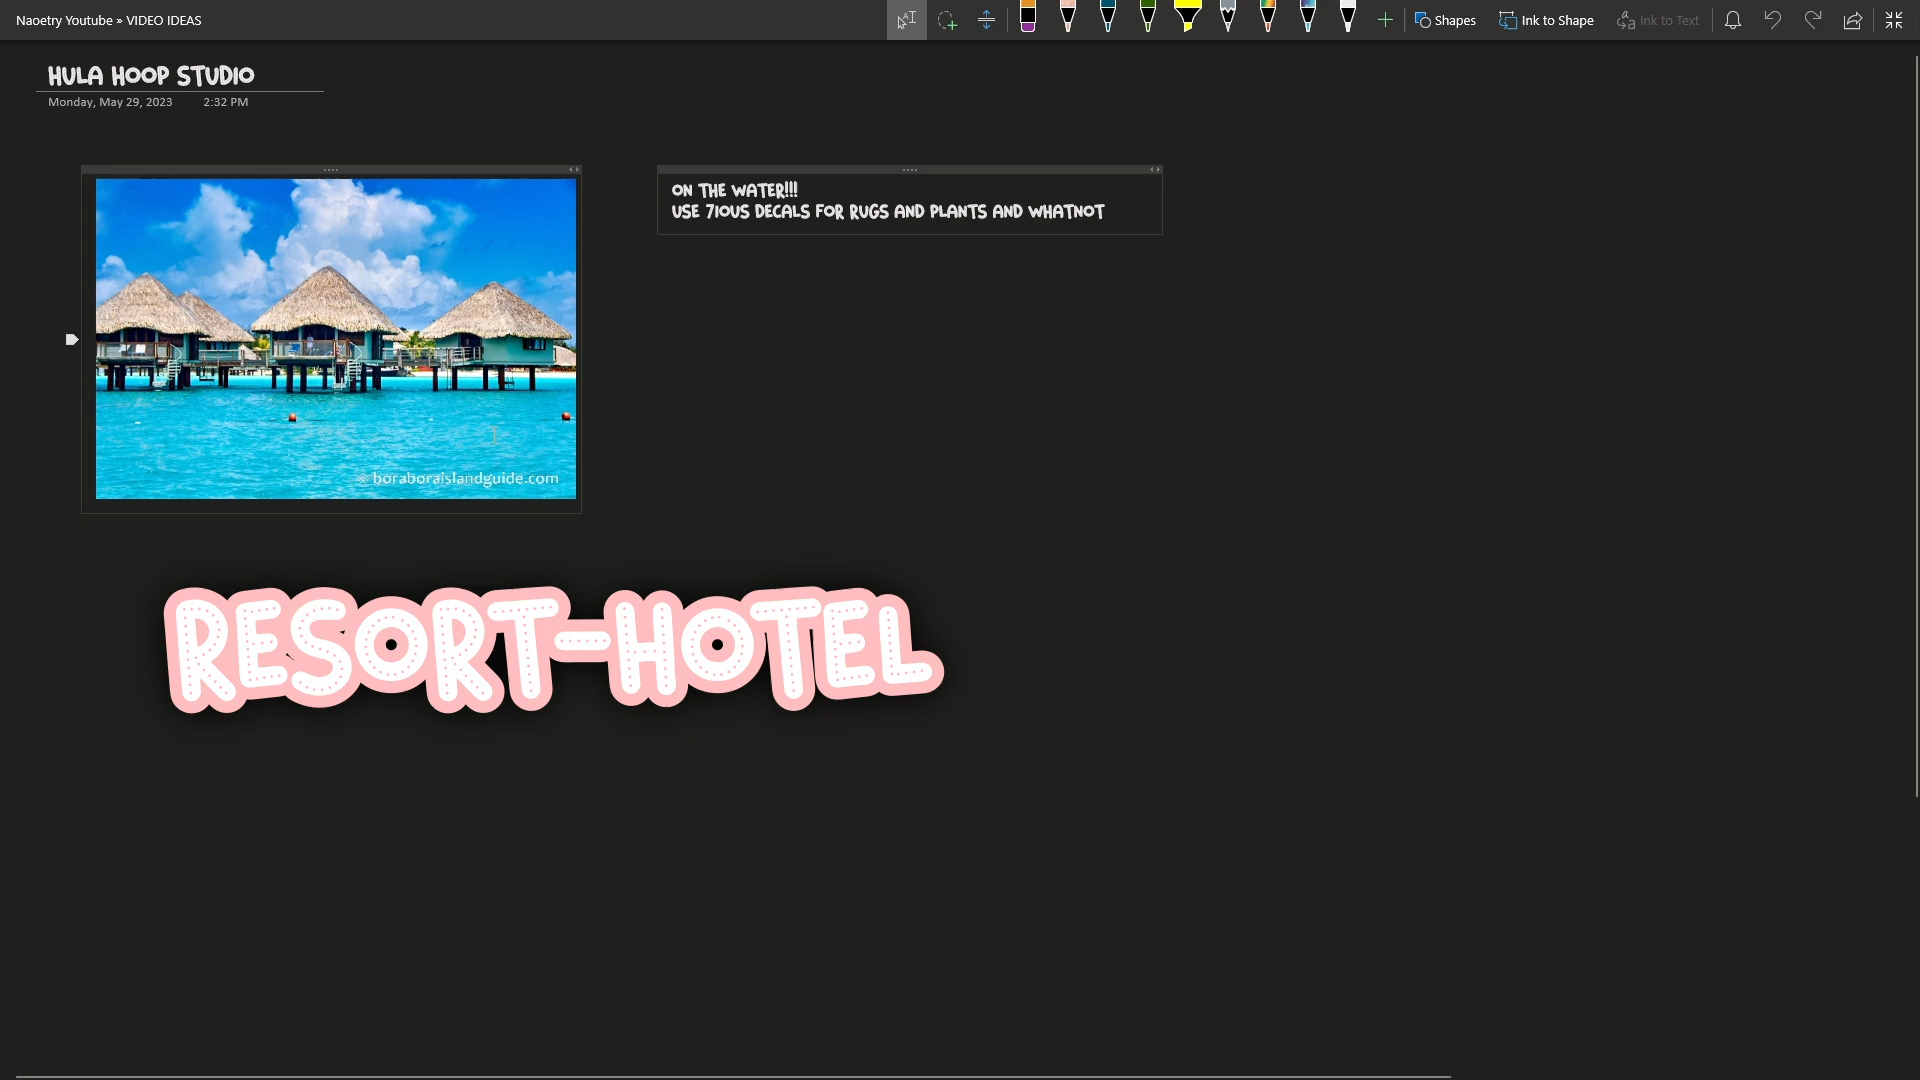 Naoetry Youtube » VIDEO IDEAS
Shapes
Ink to Shape
Ink to Text
HULA HOOP STUDIO
Monday, May 29, 2023 2:32 PM
ON THE WATER!!!
USE 71OUS DECALS FOR RUGS AND PLANTS AND WHATNOT
© boraboraislandguide.com
RESORT-HOTEL